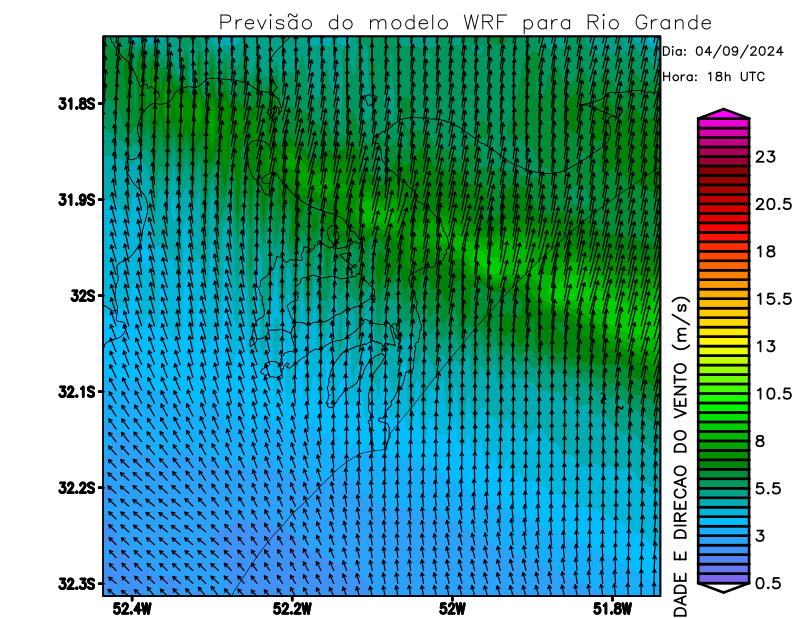 Previsão do modelo WRF para Rio Grande
Dia: 04/09/2024
Hora: 18h UTC
31.8S
31.9S
32S
32.1S
32.2S
32.3S
52.4W
52.2W
52W
51.8W
23
20.5
18
15.5
13
10.5
8
5.5
3
0.5
DADE E DIRECAO DO VENTO (m/s)